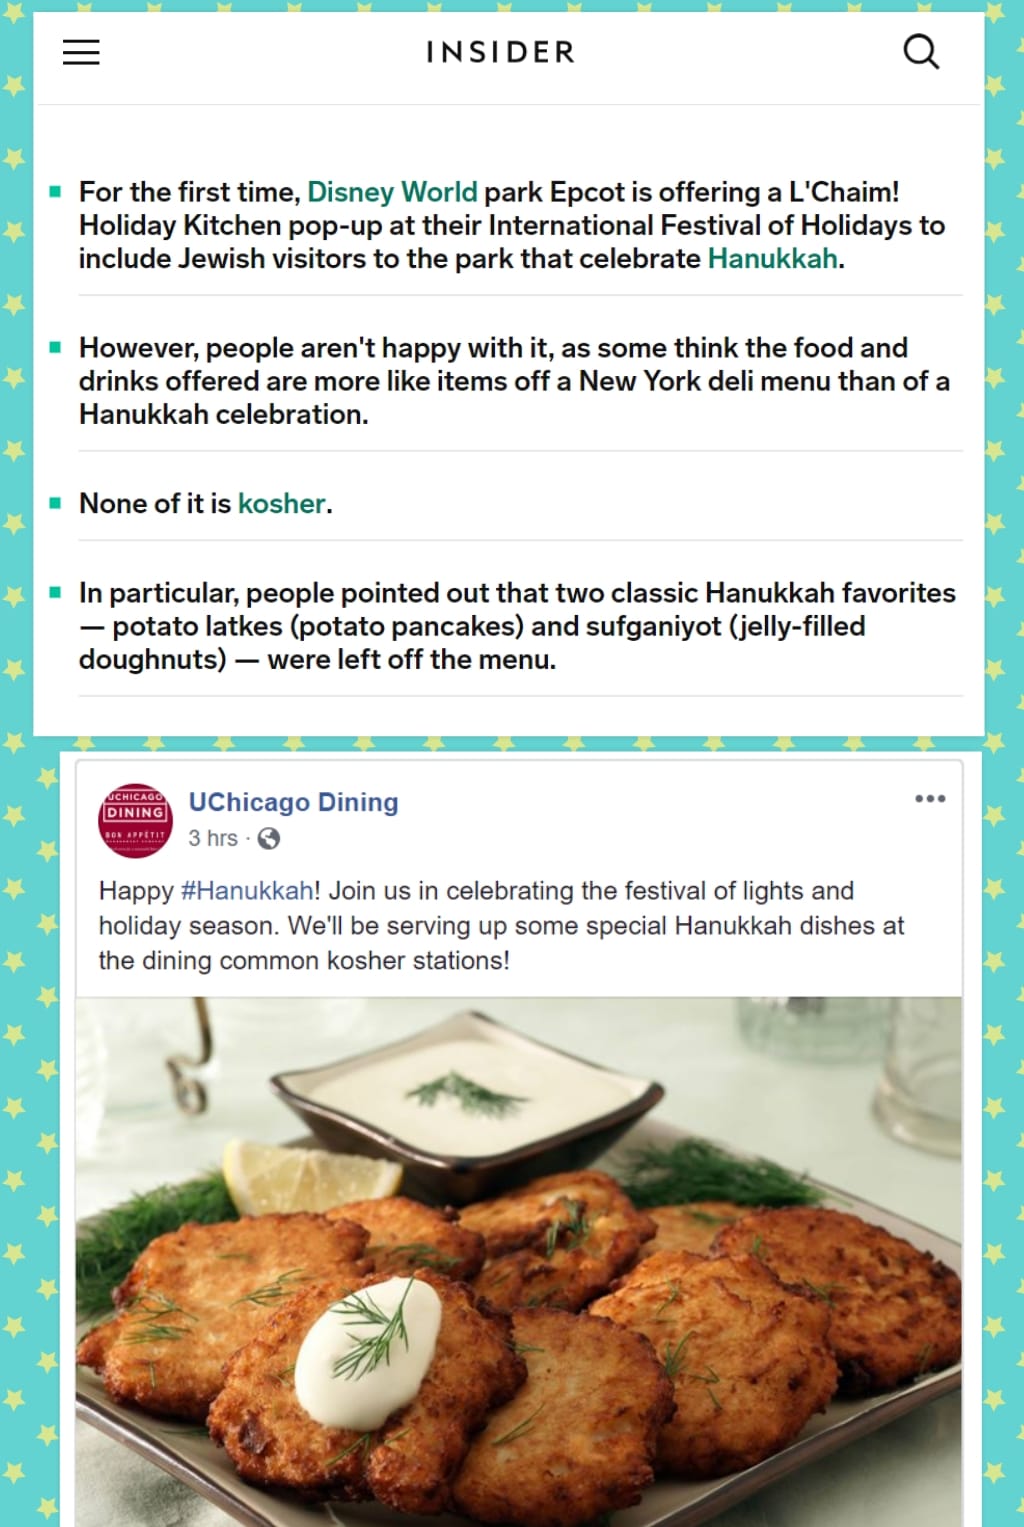 INSIDER
For the first time, Disney World park Epcot is offering a L'Chaim!
Holiday Kitchen pop-up at their International Festival of Holidays to
include Jewish visitors to the park that celebrate Hanukkah.
However, people aren't happy with it, as some think the food and
drinks offered are more like items off a New York deli menu than of a
Hanukkah celebration.
None of it is kosher.
In particular, people pointed out that two classic Hanukkah favorites
— potato latkes (potato pancakes) and sufganiyot (jelly-filled
doughnuts) — were left off the menu.
UCHICAGO
DINING
BON APPÉTIT
UChicago Dining
3 hrs ·
Happy #Hanukkah! Join us in celebrating the festival of lights and
holiday season. We'll be serving up some special Hanukkah dishes at
the dining common kosher stations!